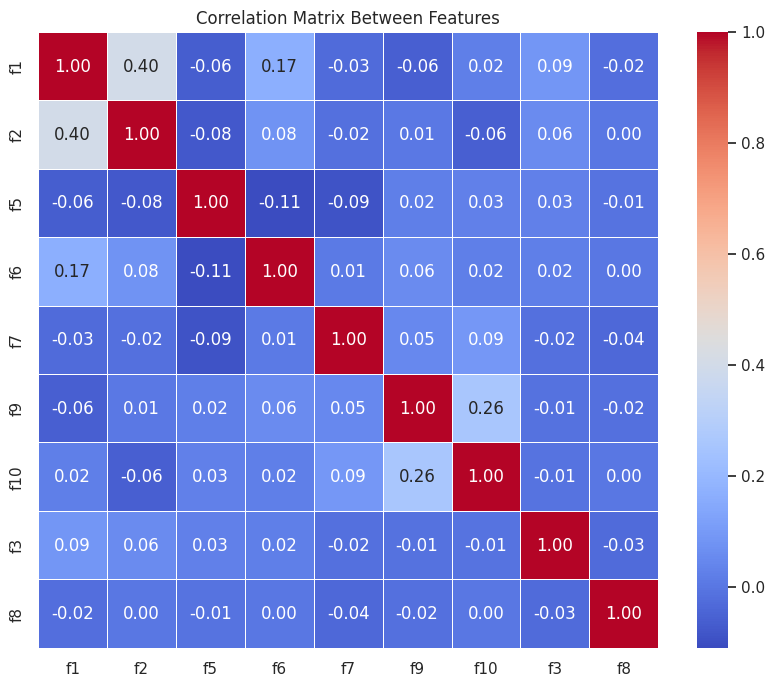 Correlation Matrix Between Features
f1 1.00 0.40 -0.06 0.17 -0.03 -0.06 0.02 0.09 -0.02
f2 0.40 1.00 -0.08 0.08 -0.02 0.01 -0.06 0.06 0.00
f5 -0.06 -0.08 1.00 -0.11 -0.09 0.02 0.03 0.03 -0.01
f6 0.17 0.08 -0.11 1.00 0.01 0.06 0.02 0.02 0.00
f7 -0.03 -0.02 -0.09 0.01 1.00 0.05 0.09 -0.02 -0.04
f9 -0.06 0.01 0.02 0.06 0.05 1.00 0.26 -0.01 -0.02
f10 0.02 -0.06 0.03 0.02 0.09 0.26 1.00 -0.01 0.00
f3 0.09 0.06 0.03 0.02 -0.02 -0.01 -0.01 1.00 -0.03
f8 -0.02 0.00 -0.01 0.00 -0.04 -0.02 0.00 -0.03 1.00
f1 f2 f5 f6 f7 f9 f10 f3 f8
1.0
0.8
0.6
0.4
0.2
0.0